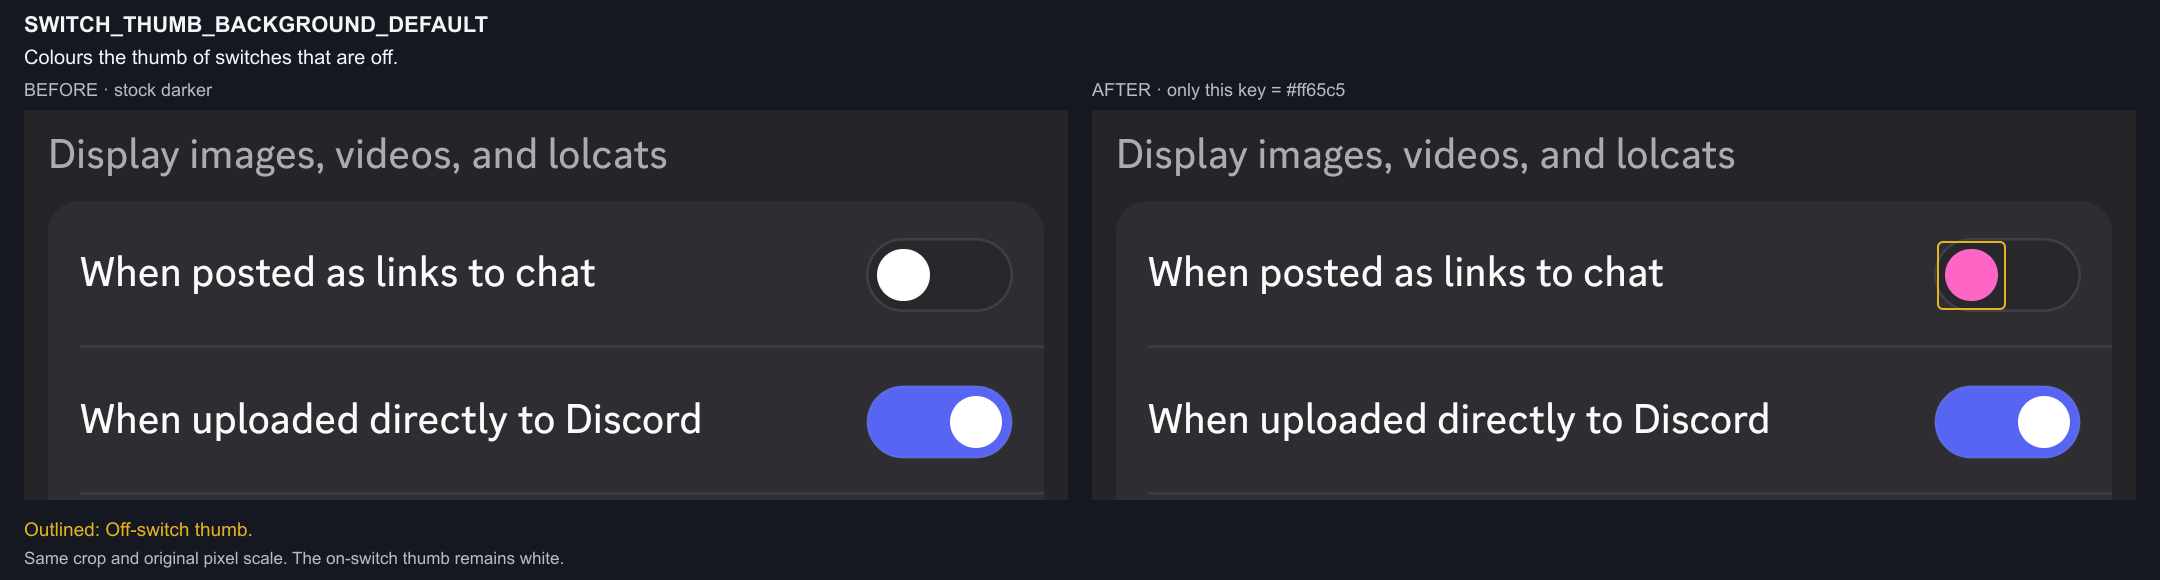 SWITCH_THUMB_BACKGROUND_DEFAULT
Colours the thumb of switches that are off.
BEFORE · stock darker
Display images, videos, and lolcats
When posted as links to chat
When uploaded directly to Discord
AFTER · only this key = #ff65c5
Display images, videos, and lolcats
When posted as links to chat
When uploaded directly to Discord
Outlined: Off-switch thumb.
Same crop and original pixel scale. The on-switch thumb remains white.